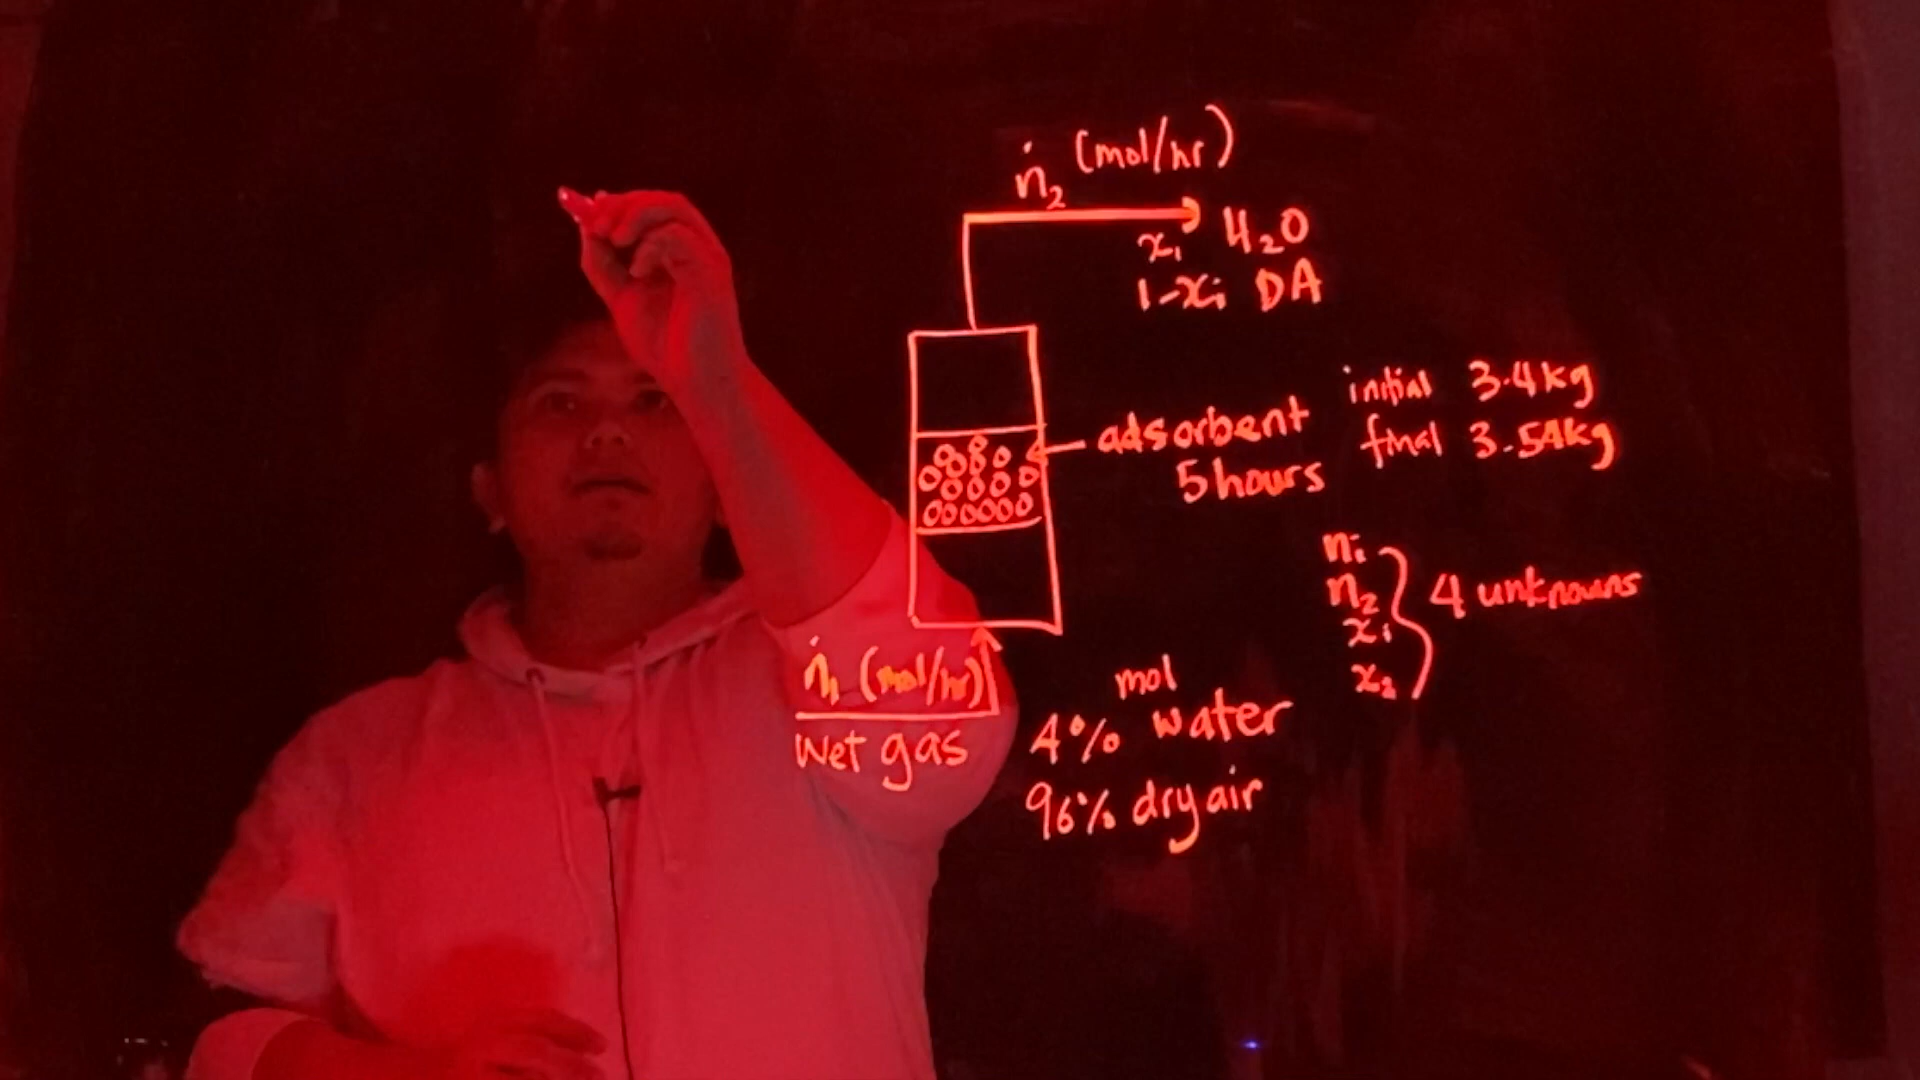 ṅ₂ (mol/hr)
x₁ H₂O
1-x₁ DA
adsorbent
5 hours
initial 3.4kg
final 3.54kg
n₁
n₂
x₁
x₂
4 unknowns
ṅ₁ (mol/hr)
wet gas
mol
4% water
96% dry air